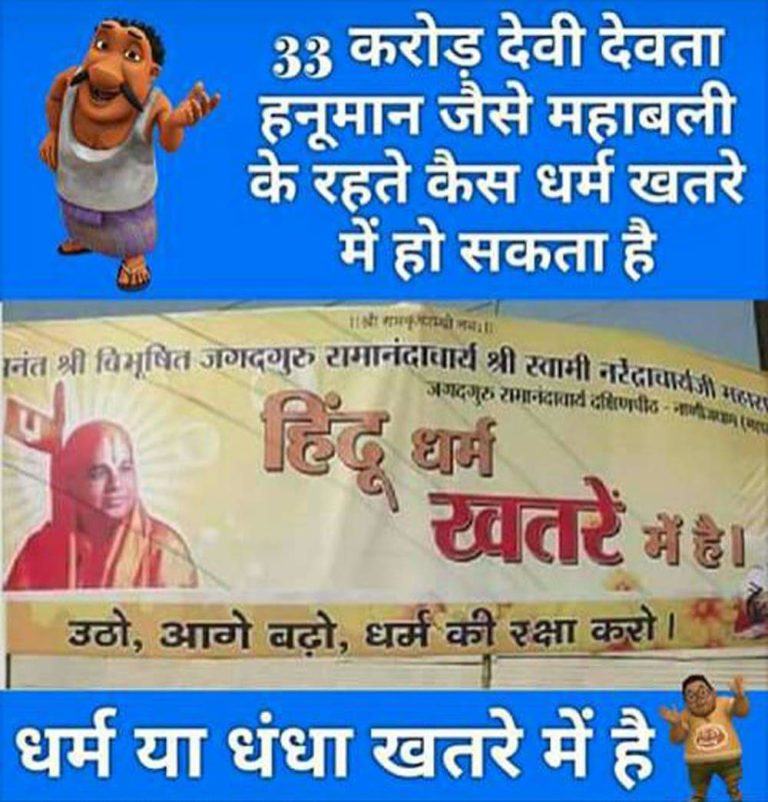 33 करोड़ देवी देवता
हनूमान जैसे महाबली
के रहते कैस धर्म खतरे
में हो सकता है
नंत श्री विभूषित जगद्‌गुरु रामानंदाचार्य श्री स्वामी नरेंद्राचार्यजी महारा
जगद्‌गुरु रामानंदाचार्य दक्षिणपीठ -
हिंदू धर्म
खतरें में है।
उठो, आगे बढ़ो, धर्म की रक्षा करो।
धर्म या धंधा खतरे में है